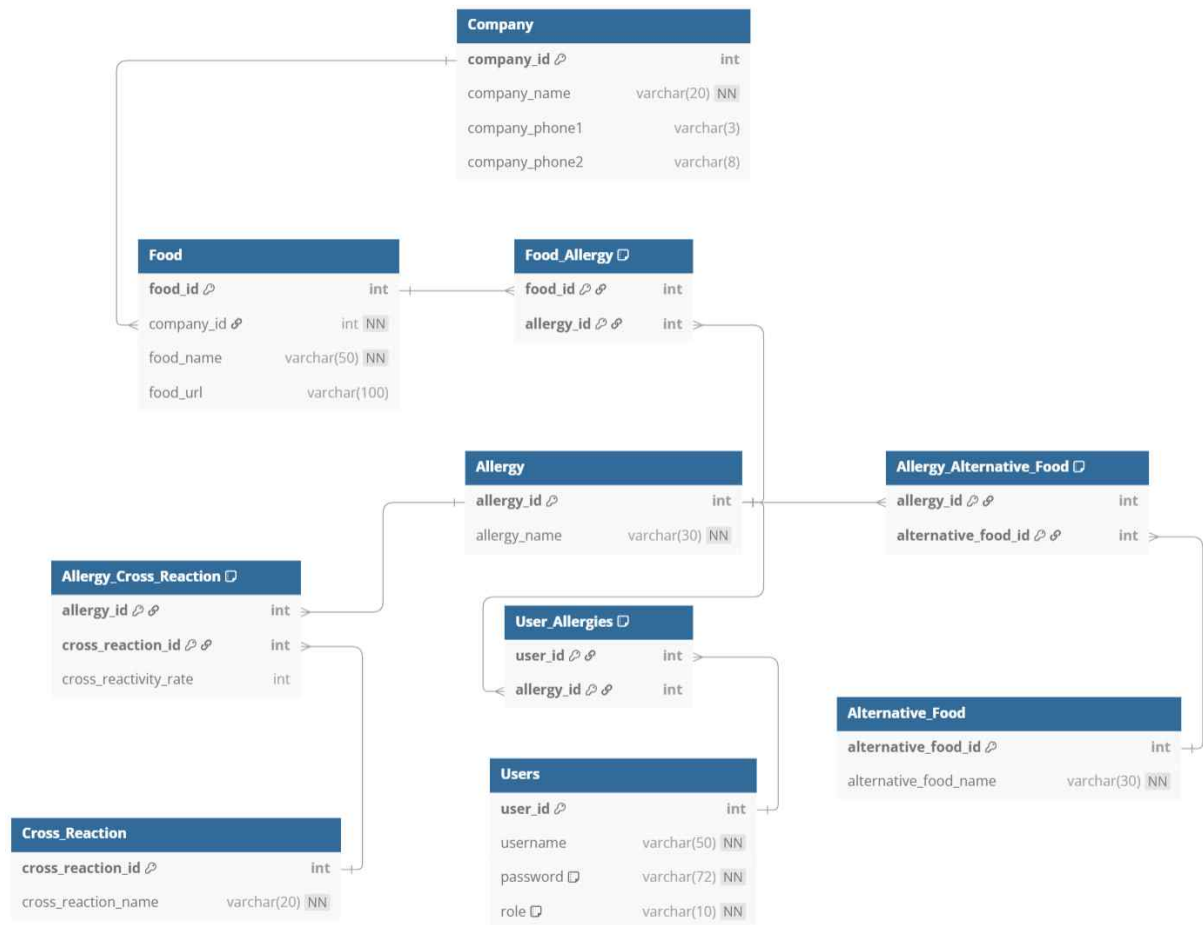 Company
company_id int
company_name varchar(20) NN
company_phone1 varchar(3)
company_phone2 varchar(8)
Food
food_id int
company_id int NN
food_name varchar(50) NN
food_url varchar(100)
Food_Allergy
food_id int
allergy_id int
Allergy
allergy_id int
allergy_name varchar(30) NN
Allergy_Alternative_Food
allergy_id int
alternative_food_id int
Allergy_Cross_Reaction
allergy_id int
cross_reaction_id int
cross_reactivity_rate int
User_Allergies
user_id int
allergy_id int
Alternative_Food
alternative_food_id int
alternative_food_name varchar(30) NN
Users
user_id int
username varchar(50) NN
password varchar(72) NN
role varchar(10) NN
Cross_Reaction
cross_reaction_id int
cross_reaction_name varchar(20) NN